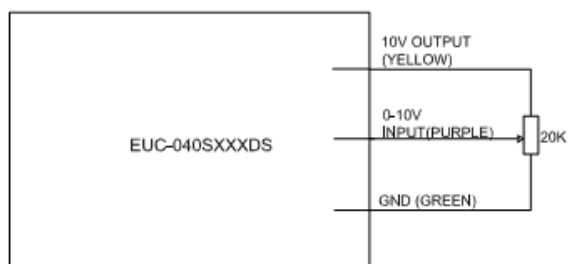 10V OUTPUT
(YELLOW)
0-10V
INPUT(PURPLE)
20K
EUC-040SXXXDS
GND (GREEN)